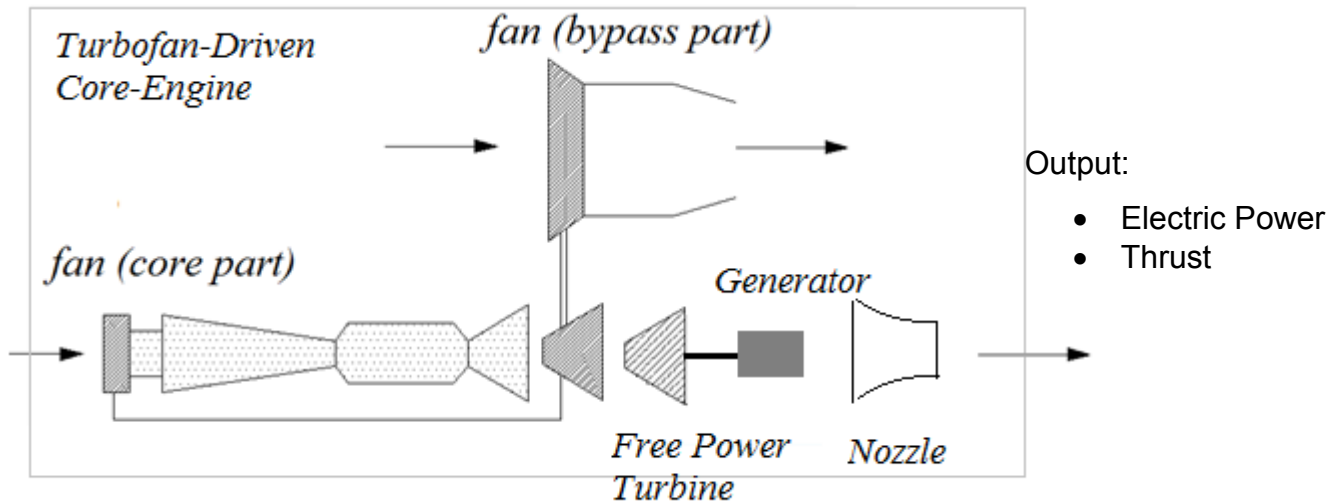 Turbofan-Driven
Core-Engine
fan (bypass part)
Output:
• Electric Power
• Thrust
fan (core part)
Generator
Free Power
Turbine
Nozzle